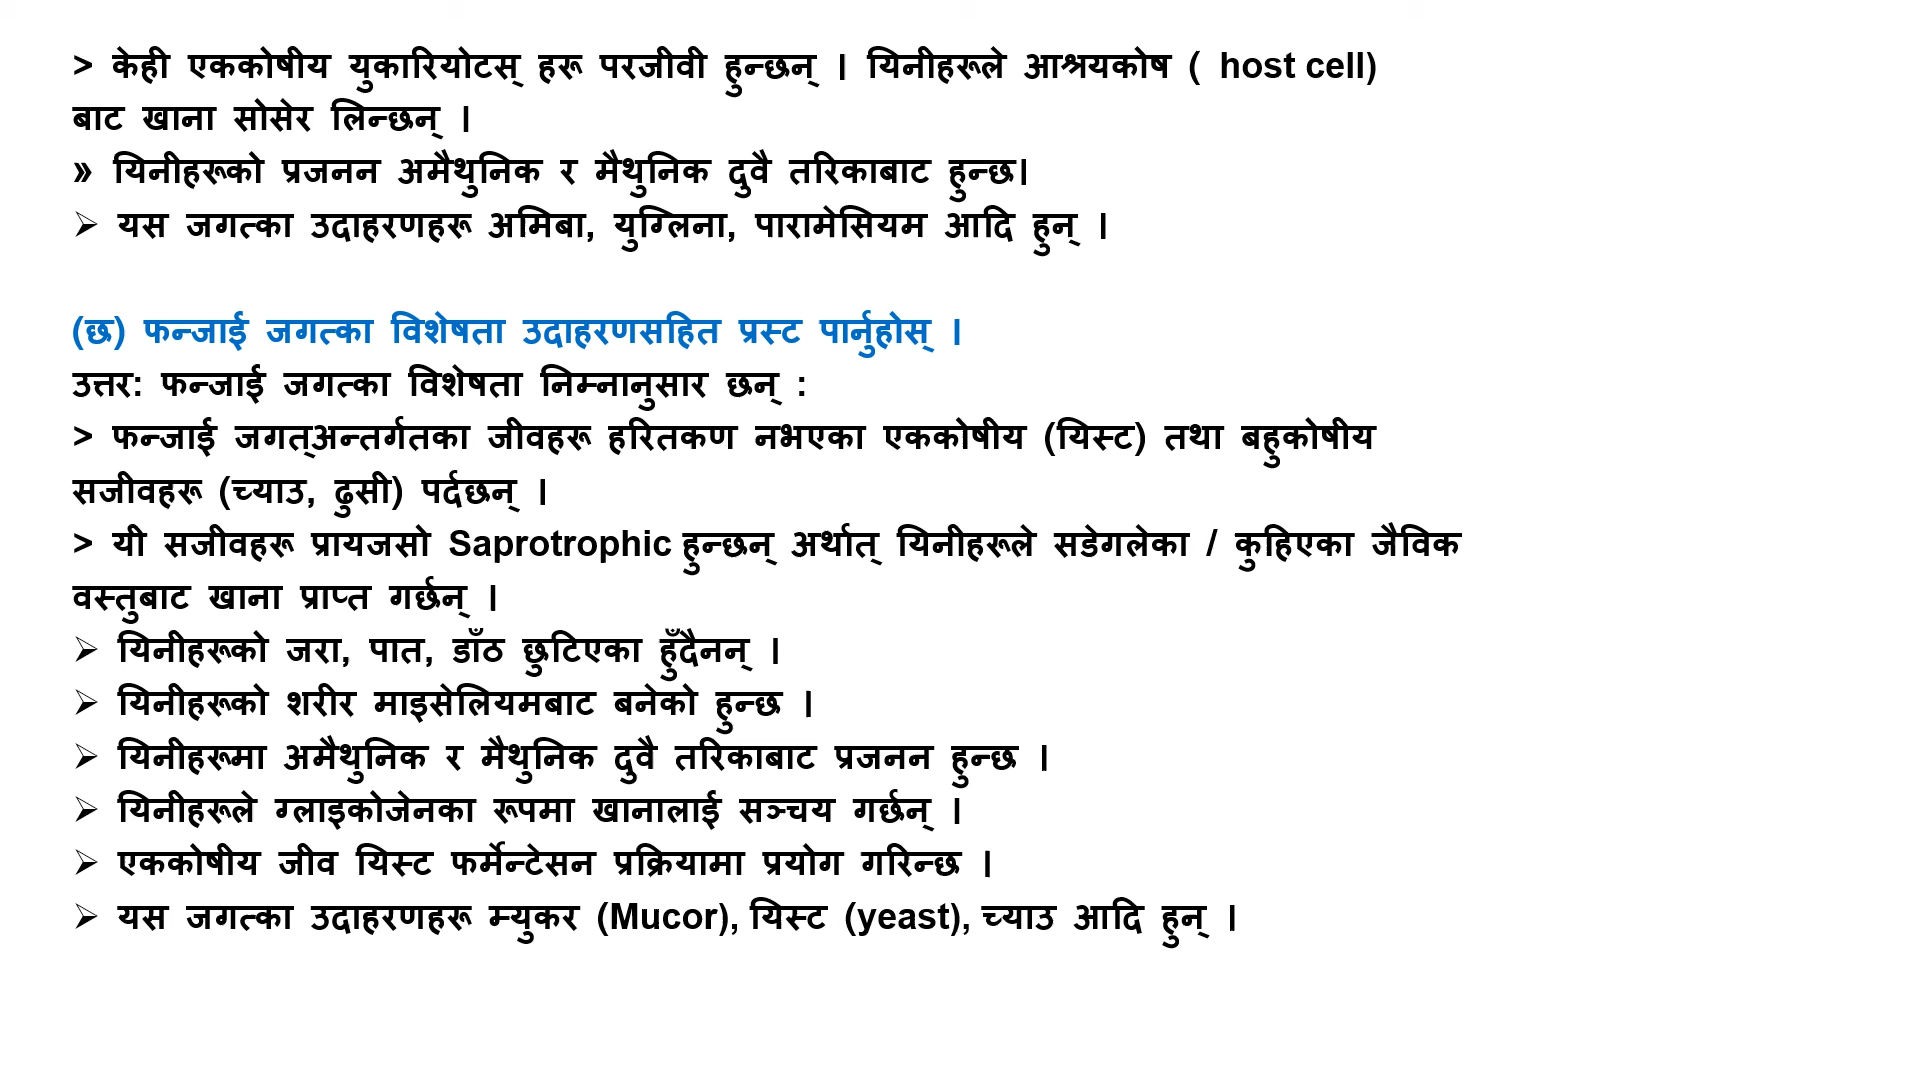 > केही एककोषीय युकारियोटस् हरू परजीवी हुन्छन् । यिनीहरूले आश्रयकोष ( host cell)
बाट खाना सोसेर लिन्छन् ।
» यिनीहरूको प्रजनन अमैथुनिक र मैथुनिक दुवै तरिकाबाट हुन्छ।
➢ यस जगत्का उदाहरणहरू अमिबा, युग्लिना, पारामेसियम आदि हुन् ।
(छ) फन्जाई जगत्का विशेषता उदाहरणसहित प्रस्ट पार्नुहोस् ।
उत्तर: फन्जाई जगत्का विशेषता निम्नानुसार छन् :
> फन्जाई जगत्अन्तर्गतका जीवहरू हरितकण नभएका एककोषीय (यिस्ट) तथा बहुकोषीय
सजीवहरू (च्याउ, ढुसी) पर्दछन् ।
> यी सजीवहरू प्रायजसो Saprotrophic हुन्छन् अर्थात् यिनीहरूले सडेगलेका / कुहिएका जैविक
वस्तुबाट खाना प्राप्त गर्छन् ।
➢ यिनीहरूको जरा, पात, डाँठ छुटिएका हुँदैनन् ।
➢ यिनीहरूको शरीर माइसेलियमबाट बनेको हुन्छ ।
➢ यिनीहरूमा अमैथुनिक र मैथुनिक दुवै तरिकाबाट प्रजनन हुन्छ ।
➢ यिनीहरूले ग्लाइकोजेनका रूपमा खानालाई सञ्चय गर्छन् ।
➢ एककोषीय जीव यिस्ट फर्मेन्टेसन प्रक्रियामा प्रयोग गरिन्छ ।
➢ यस जगत्का उदाहरणहरू म्युकर (Mucor), यिस्ट (yeast), च्याउ आदि हुन् ।